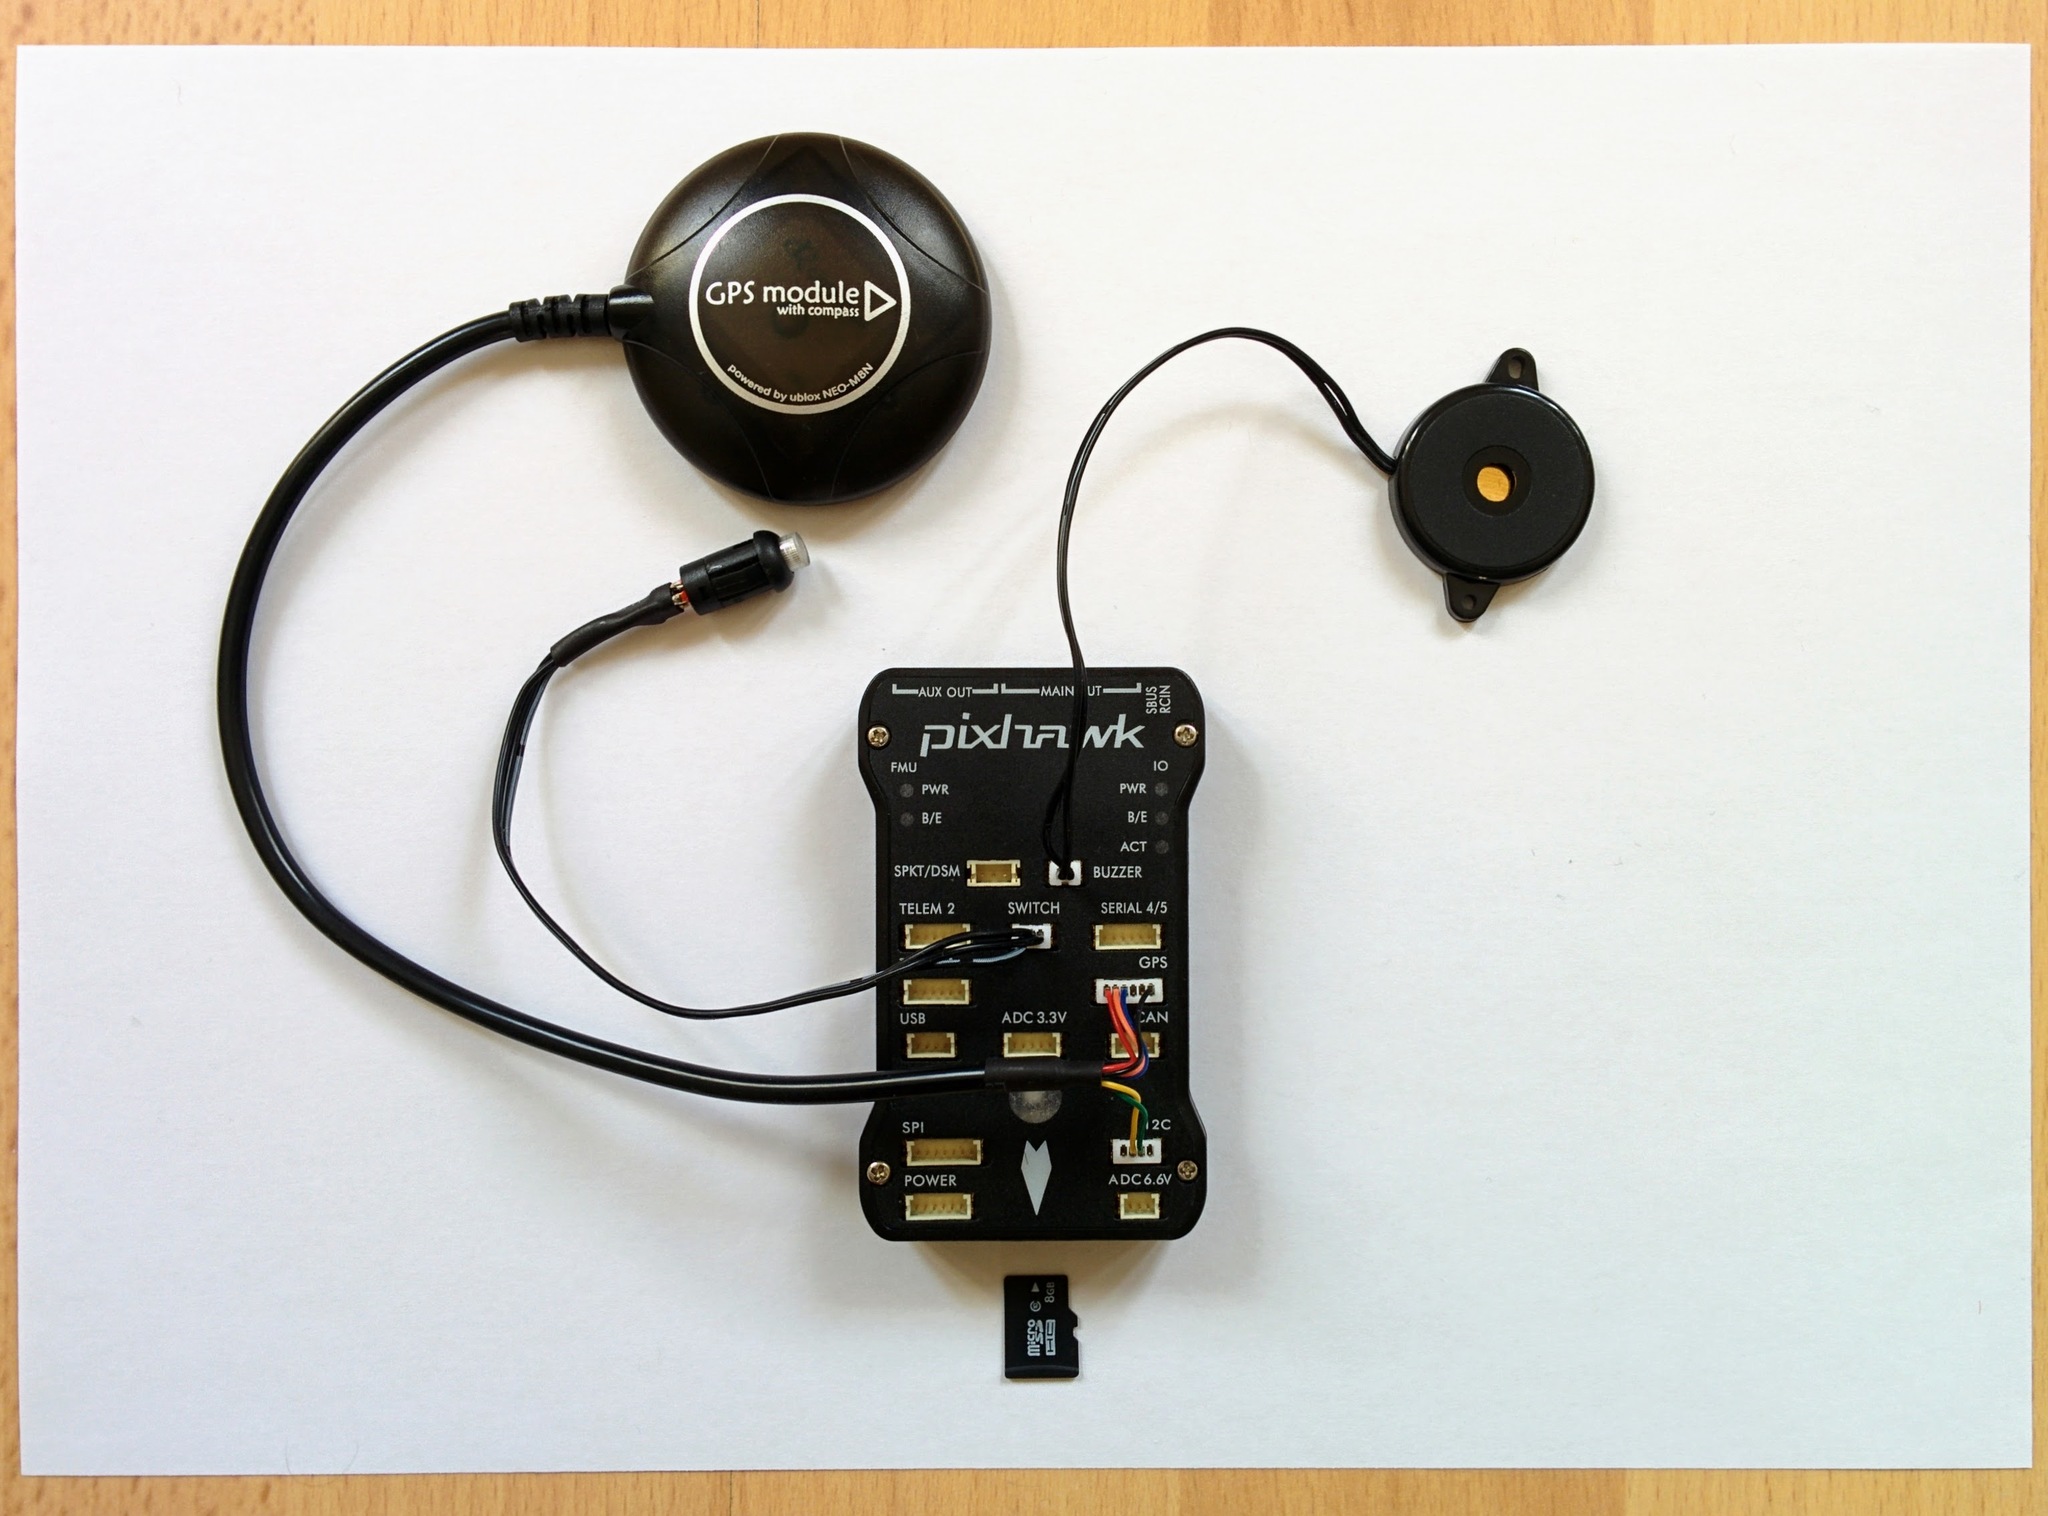 GPS module
with compass
powered by ublox NEO-M8N
AUX OUT
MAIN UT
SBUS
RCIN
pixhawk
FMU
IO
PWR
PWR
B/E
B/E
ACT
SPKT/DSM
BUZZER
TELEM 2
SWITCH
SERIAL 4/5
GPS
USB
ADC 3.3V
CAN
SPI
I2C
POWER
ADC 6.6V
micro
SD
HC
8GB